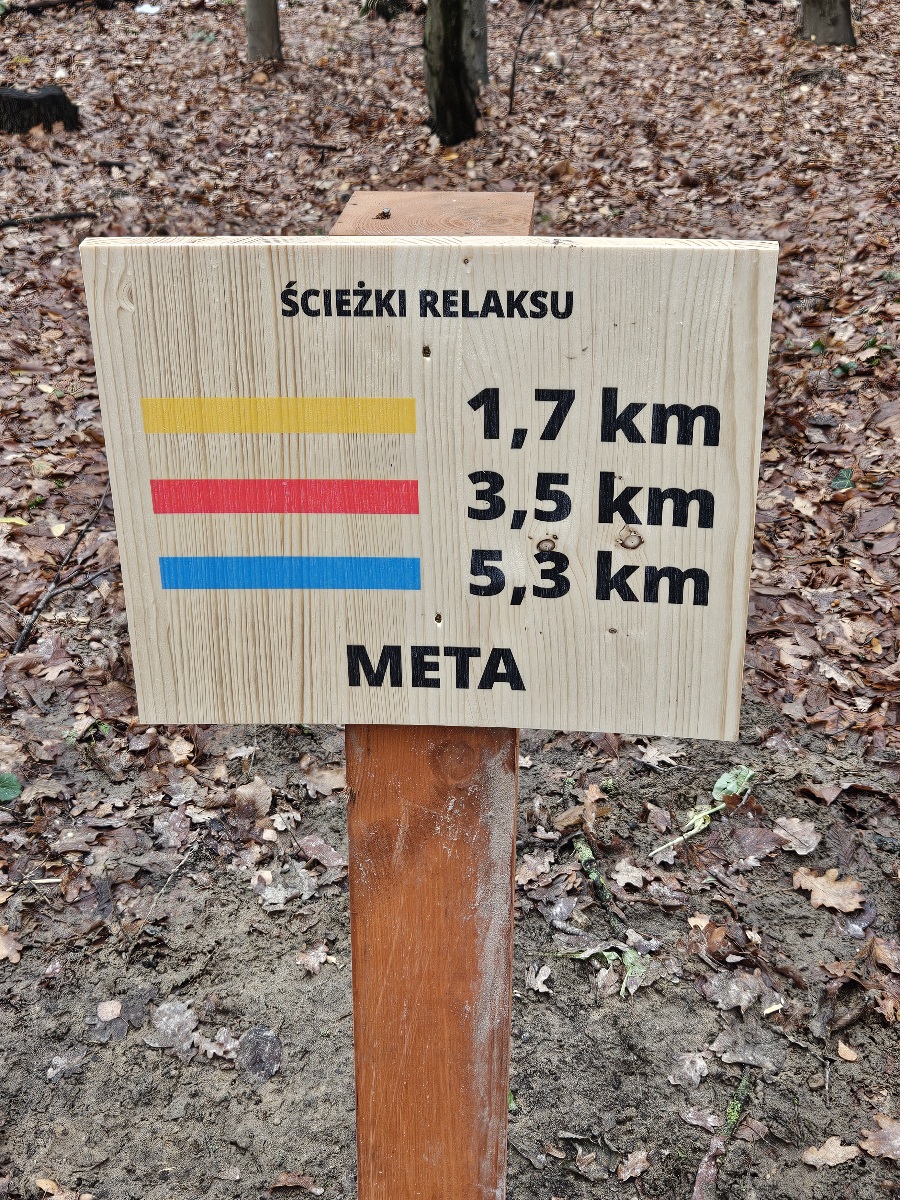 ŚCIEŻKI RELAKSU
1,7 km
3,5 km
5,3 km
META